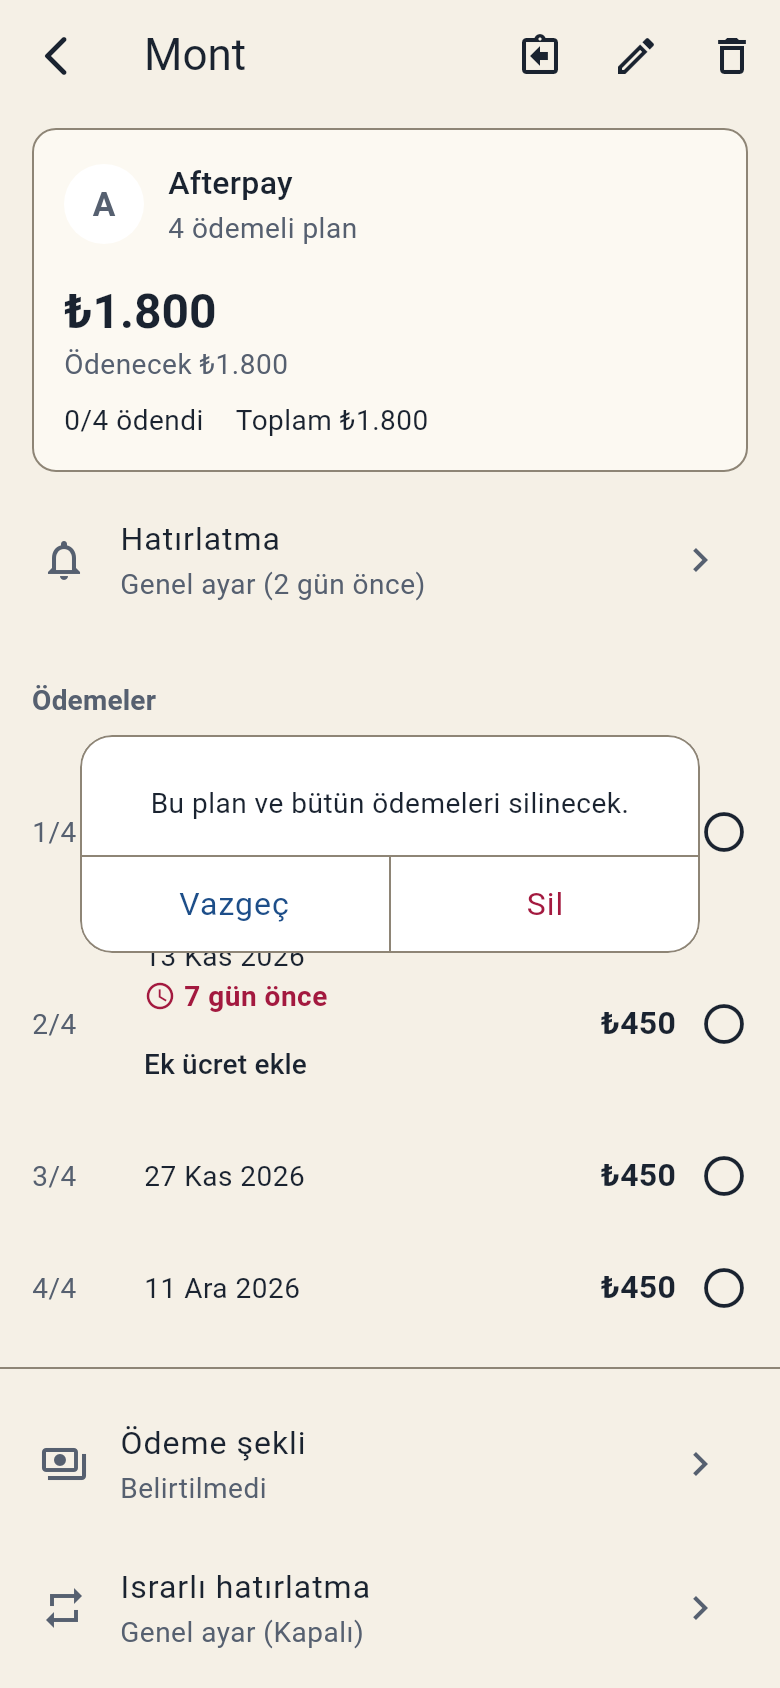 Mont
A
Afterpay
4 ödemeli plan
₺1.800
Ödenecek ₺1.800
0/4 ödendi Toplam ₺1.800
Hatırlatma
Genel ayar (2 gün önce)
Ödemeler
1/4
Bu plan ve bütün ödemeleri silinecek.
Vazgeç Sil
13 Kas 2026
7 gün önce
2/4 ₺450
Ek ücret ekle
3/4 27 Kas 2026 ₺450
4/4 11 Ara 2026 ₺450
Ödeme şekli
Belirtilmedi
Israrlı hatırlatma
Genel ayar (Kapalı)